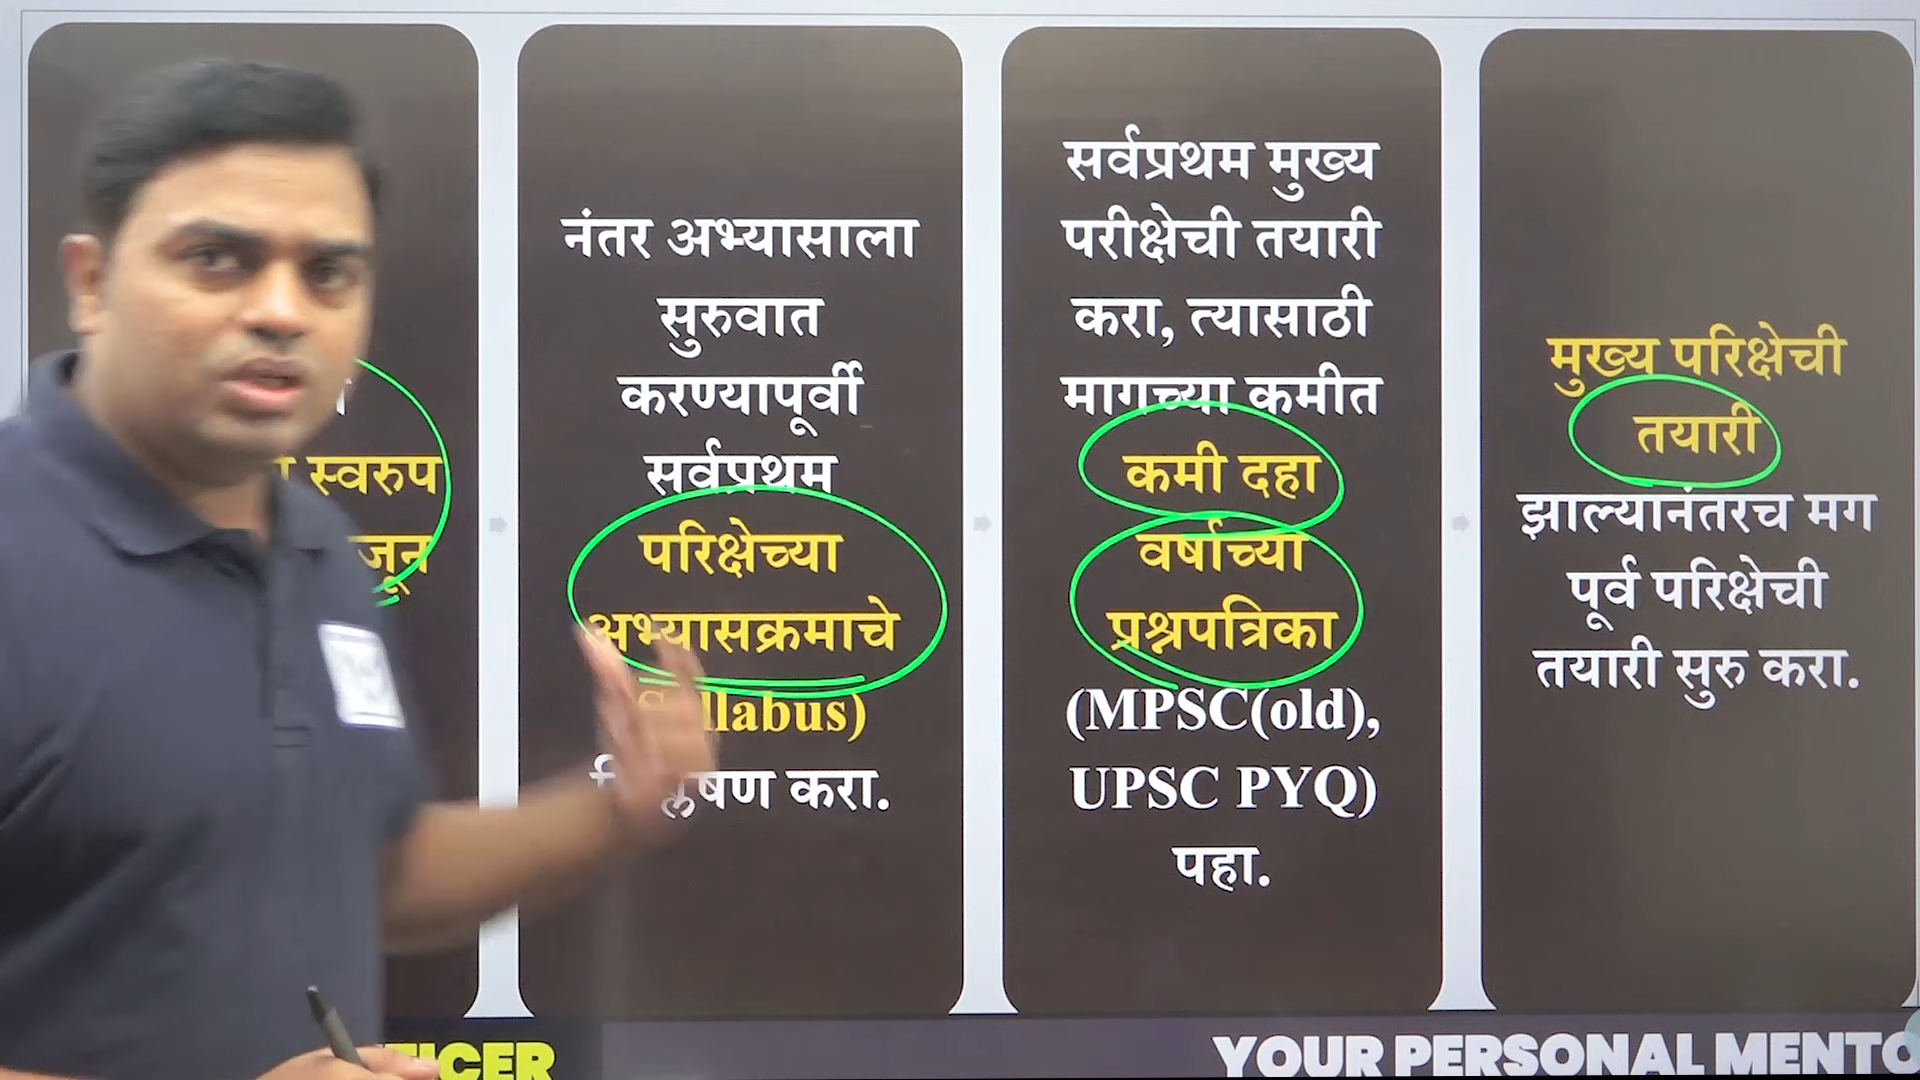 स्वरुप
नंतर अभ्यासाला
सुरुवात
करण्यापूर्वी
सर्वप्रथम
परिक्षेच्या
अभ्यासक्रमाचे
करा.
सर्वप्रथम मुख्य
परीक्षेची तयारी
करा, त्यासाठी
मागच्या कमीत
कमी दहा
वर्षाच्या
प्रश्नपत्रिका
(MPSC(old),
UPSC PYQ)
पहा.
मुख्य परिक्षेची
तयारी
झाल्यानंतरच मग
पूर्व परिक्षेची
तयारी सुरु करा.
YOUR PERSONAL MENTO